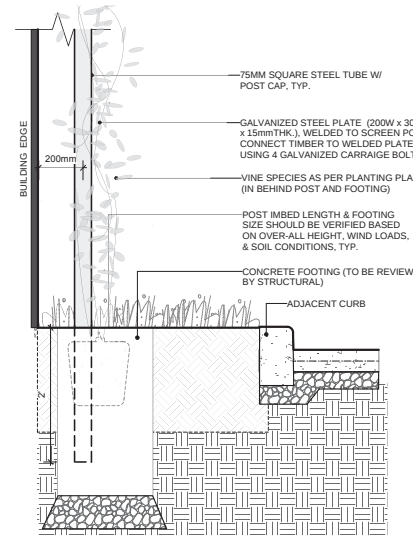 75MM SQUARE STEEL TUBE W/
POST CAP, TYP.
GALVANIZED STEEL PLATE (200W x 30
x 15mmTHK.), WELDED TO SCREEN PO
CONNECT TIMBER TO WELDED PLATE
USING 4 GALVANIZED CARRAIGE BOLT
BUILDING EDGE
200mm
VINE SPECIES AS PER PLANTING PLA
(IN BEHIND POST AND FOOTING)
POST IMBED LENGTH & FOOTING
SIZE SHOULD BE VERIFIED BASED
ON OVER-ALL HEIGHT, WIND LOADS,
& SOIL CONDITIONS, TYP.
CONCRETE FOOTING (TO BE REVIEW
BY STRUCTURAL)
ADJACENT CURB